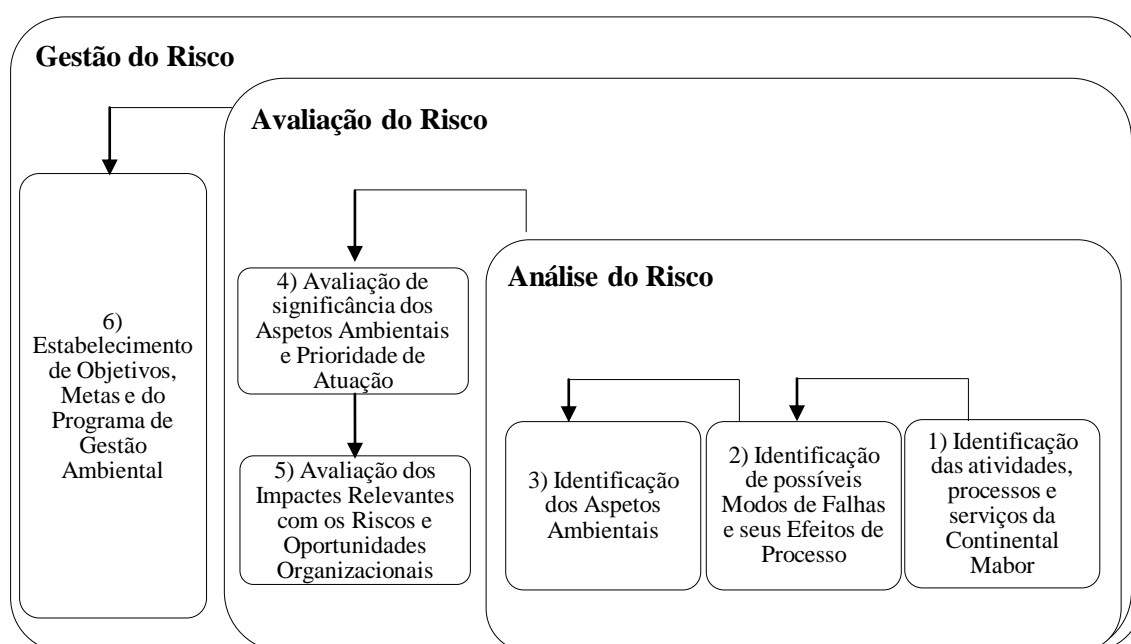 Gestão do Risco
Avaliação do Risco
Análise do Risco
6)
Estabelecimento
de Objetivos,
Metas e do
Programa de
Gestão
Ambiental
4) Avaliação de
significância dos
Aspetos Ambientais
e Prioridade de
Atuação
5) Avaliação dos
Impactes Relevantes
com os Riscos e
Oportunidades
Organizacionais
3) Identificação
dos Aspetos
Ambientais
2) Identificação
de possíveis
Modos de Falhas
e seus Efeitos de
Processo
1) Identificação
das atividades,
processos e
serviços da
Continental
Mabor